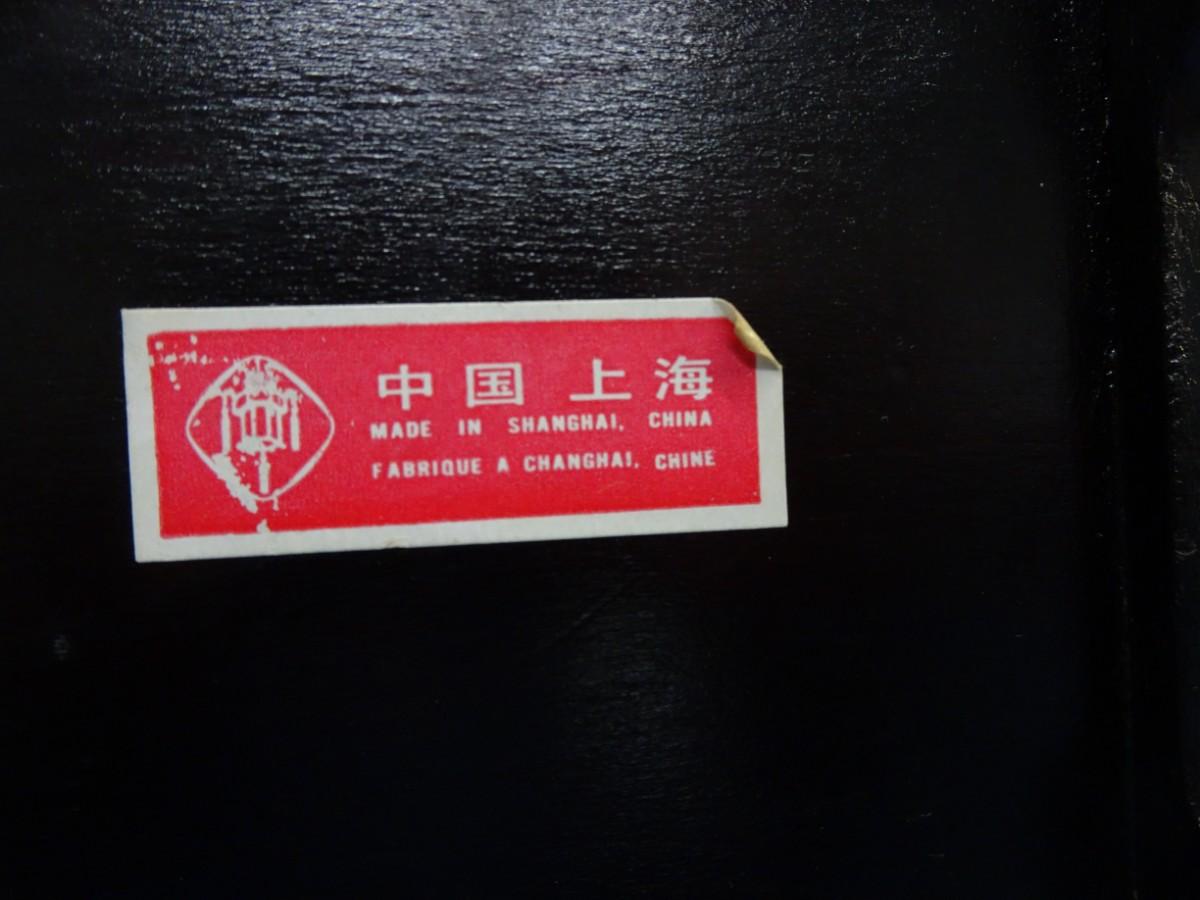 中国 上海
MADE IN SHANGHAI, CHINA
FABRIQUE A CHANGHAI, CHINE